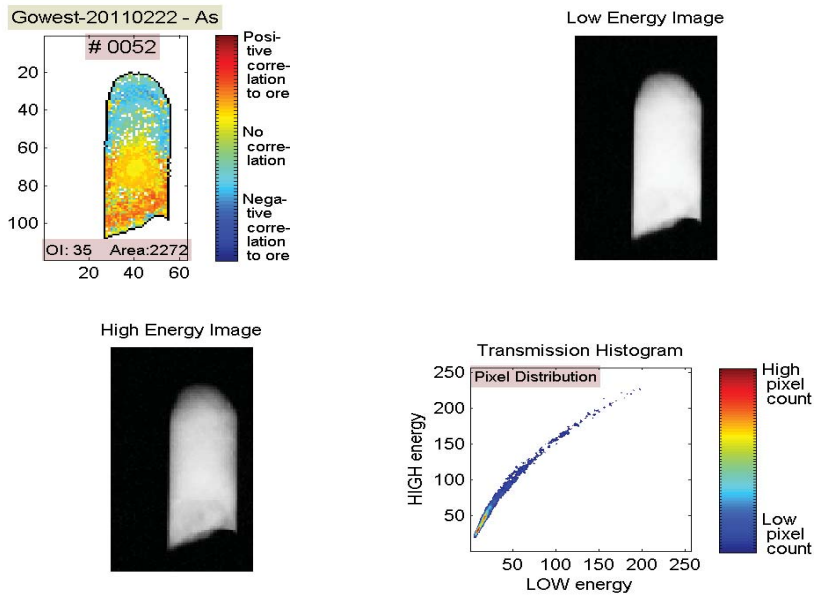 Gowest-20110222 - As
# 0052
20
40
60
80
100
OI: 35 Area:2272
20
40
60
Posi-
tive
corre-
lation
to ore
No
corre-
lation
Nega-
tive
corre-
lation
to ore
Low Energy Image
High Energy Image
Transmission Histogram
Pixel Distribution
250
200
150
100
50
HIGH energy
50
100
150
200
250
LOW energy
High
pixel
count
Low
pixel
count